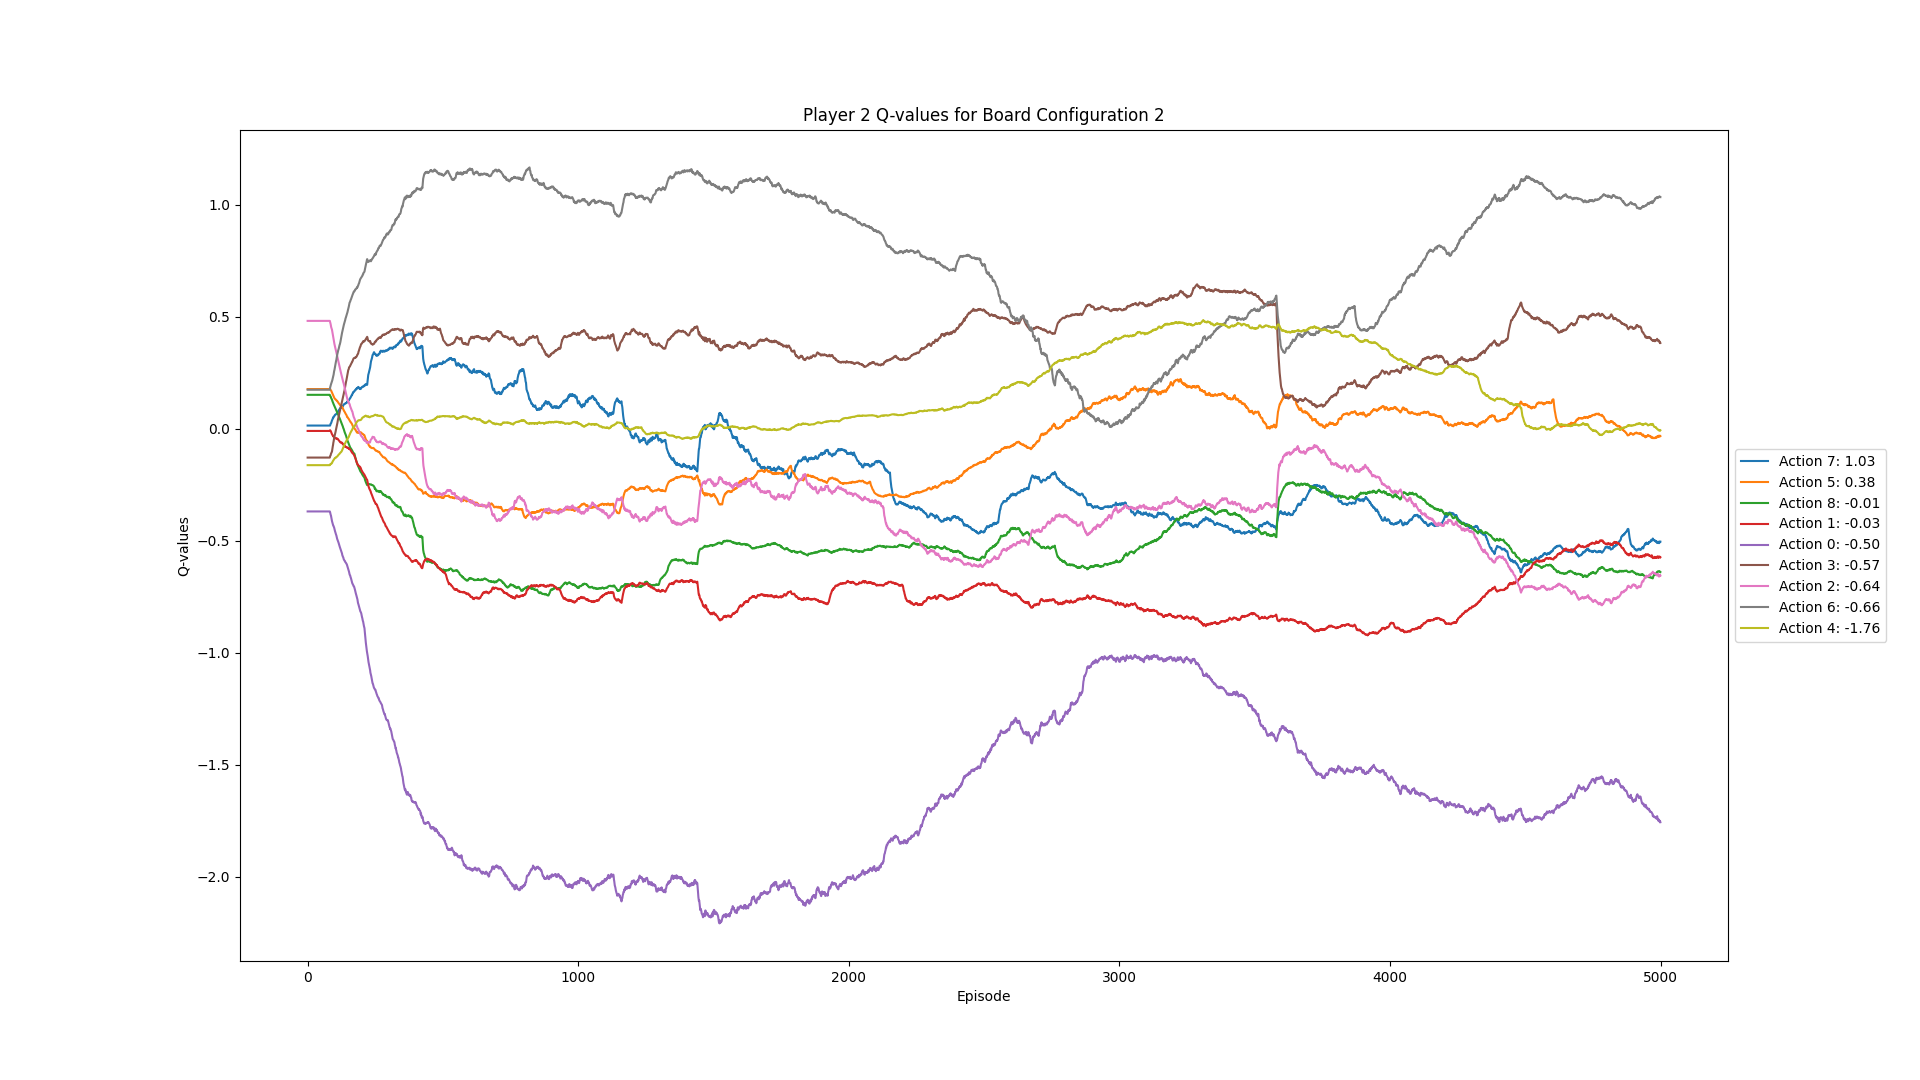 Player 2 Q-values for Board Configuration 2
Q-values
1.0
0.5
0.0
−0.5
−1.0
−1.5
−2.0
0
1000
2000
3000
4000
5000
Episode
Action 7: 1.03
Action 5: 0.38
Action 8: -0.01
Action 1: -0.03
Action 0: -0.50
Action 3: -0.57
Action 2: -0.64
Action 6: -0.66
Action 4: -1.76